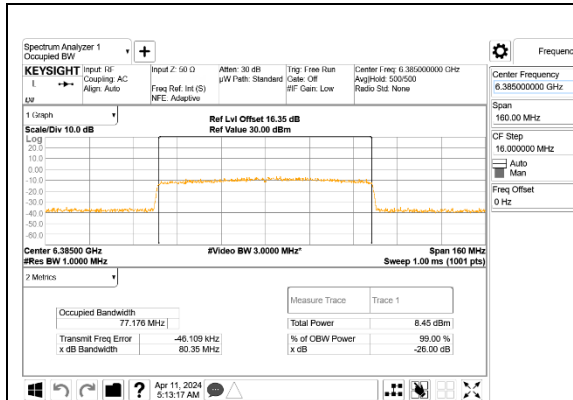 Spectrum Analyzer 1
Occupied BW
Frequenc
KEYSIGHT Input: RF Input Z: 50 Ω Atten: 30 dB Trig: Free Run Center Freq: 6.385000000 GHz
L Coupling: AC µW Path: Standard Gate: Off Avg|Hold: 500/500
Align: Auto Freq Ref: Int (S) #IF Gain: Low Radio Std: None
NFE: Adaptive
Center Frequency
6.385000000 GHz
Span
160.00 MHz
CF Step
16.000000 MHz
Auto
Man
Freq Offset
0 Hz
1 Graph
Ref Lvl Offset 16.35 dB
Scale/Div 10.0 dB Ref Value 30.00 dBm
Log
20.0
10.0
0.00
-10.0
-20.0
-30.0
-40.0
-50.0
-60.0
Center 6.38500 GHz #Video BW 3.0000 MHz* Span 160 MHz
#Res BW 1.0000 MHz Sweep 1.00 ms (1001 pts)
2 Metrics
Measure Trace Trace 1
Occupied Bandwidth
77.176 MHz
Total Power 8.45 dBm
Transmit Freq Error -46.109 kHz % of OBW Power 99.00 %
x dB Bandwidth 80.35 MHz x dB -26.00 dB
Apr 11, 2024
5:13:17 AM